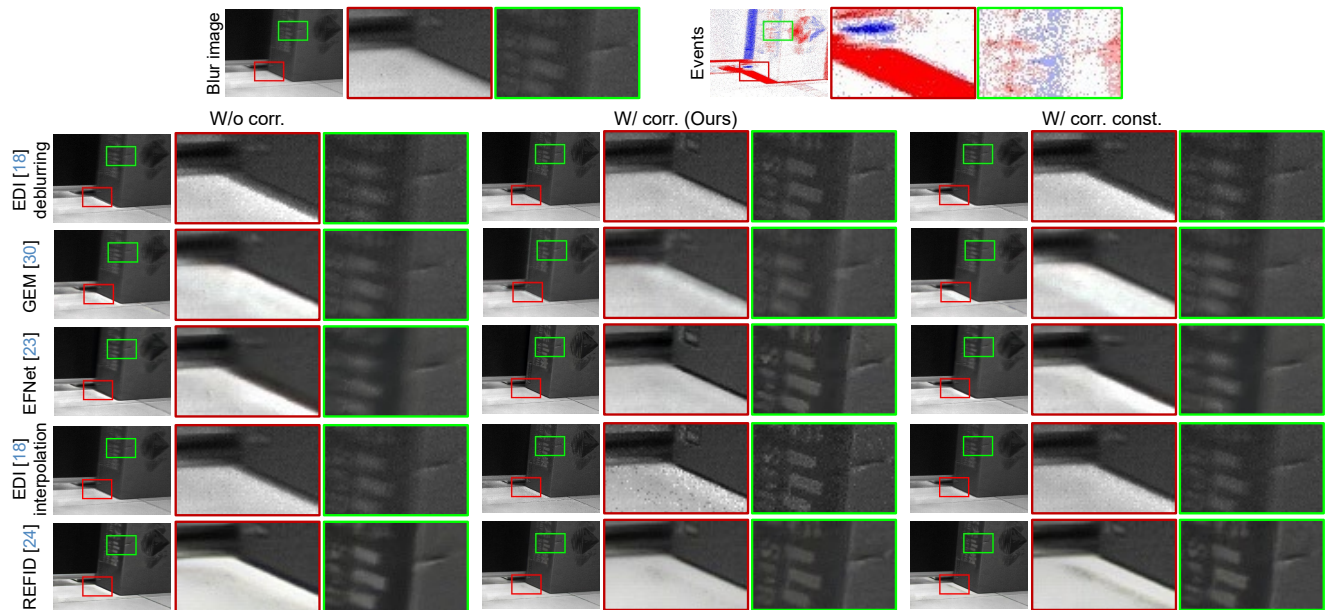 Blur image
Events
W/o corr.
W/ corr. (Ours)
W/ corr. const.
EDI [18]
deblurring
GEM [30]
EFNet [23]
EDI [18]
interpolation
REFID [24]